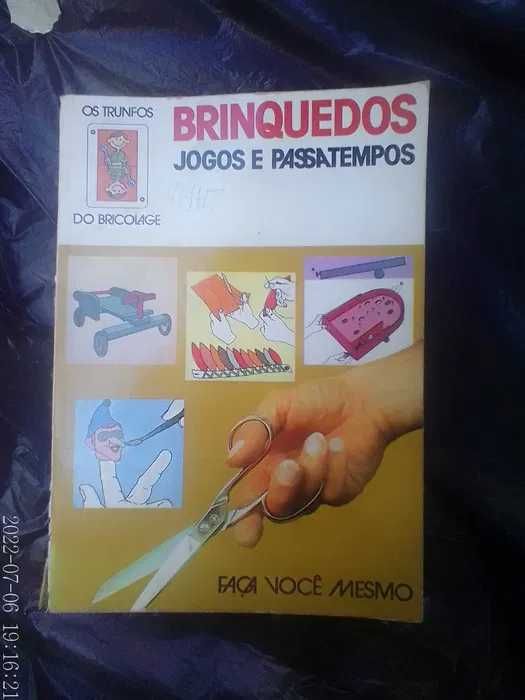 OS TRUNFOS
DO BRICOLAGE
BRINQUEDOS
JOGOS E PASSATEMPOS
FAÇA VOCÊ MESMO
2022-07-06 19:16:21